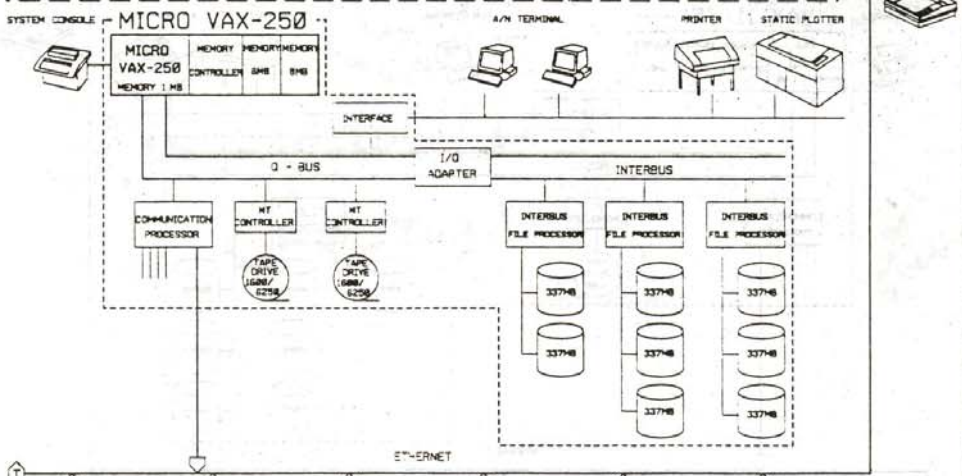 SYSTEM CONSOLE
MICRO VAX-250
A/N TERMINAL
PRINTER
STATIC PLOTTER
MICRO
VAX-250
MEMORY 1 MB
MEMORY
CONTROLLER
MEMORY
8MB
MEMORY
8MB
INTERFACE
Q - BUS
I/Q
ADAPTER
INTERBUS
COMMUNICATION
PROCESSOR
MT
CONTROLLER
MT
CONTROLLER
INTERBUS
FILE PROCESSOR
INTERBUS
FILE PROCESSOR
INTERBUS
FILE PROCESSOR
TAPE
DRIVE
1600/
6250
TAPE
DRIVE
1600/
6250
337MB
337MB
337MB
337MB
337MB
337MB
337MB
337MB
ETHERNET
T